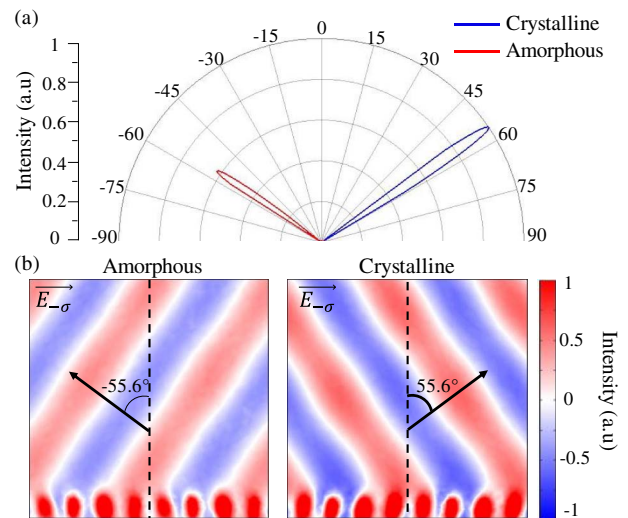 (a)
Crystalline
Amorphous
Intensity (a.u)
1
0.8
0.6
0.4
0.2
0
-90
-75
-60
-45
-30
-15
0
15
30
45
60
75
90
(b)
Amorphous
Crystalline
E₋σ
-55.6°
E₋σ
55.6°
1
0.5
0
-0.5
-1
Intensity (a.u)